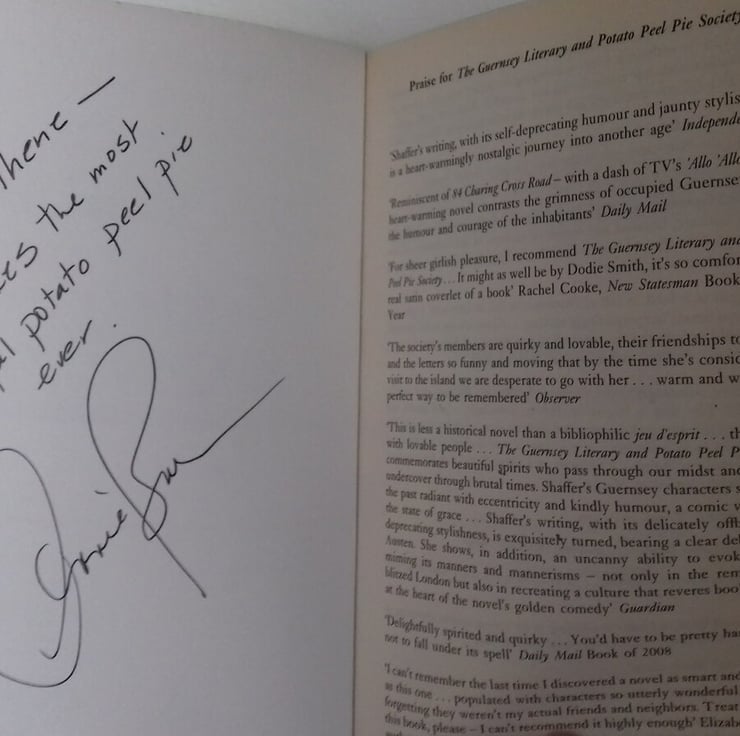 the most
potato peel pie
ever.
Praise for The Guernsey Literary and Potato Peel Pie Society
'Shaffer's writing, with its self-deprecating humour and jaunty stylis
is a heart-warmingly nostalgic journey into another age' Independe
'Reminiscent of 84 Charing Cross Road – with a dash of TV's 'Allo 'Allo
heart-warming novel contrasts the grimness of occupied Guernse
the humour and courage of the inhabitants' Daily Mail
'For sheer girlish pleasure, I recommend The Guernsey Literary and
Peel Pie Society... It might as well be by Dodie Smith, it's so comfor
real satin coverlet of a book' Rachel Cooke, New Statesman Book
Year
'The society's members are quirky and lovable, their friendships to
and the letters so funny and moving that by the time she's consid
visit to the island we are desperate to go with her... warm and w
perfect way to be remembered' Observer
'This is less a historical novel than a bibliophilic jeu d'esprit... th
with lovable people... The Guernsey Literary and Potato Peel P
commemorates beautiful spirits who pass through our midst and
undercover through brutal times. Shaffer's Guernsey characters s
the past radiant with eccentricity and kindly humour, a comic v
the state of grace... Shaffer's writing, with its delicately offb
deprecating stylishness, is exquisitely turned, bearing a clear de
Austen. She shows, in addition, an uncanny ability to evok
miming its manners and mannerisms – not only in the rem
blitzed London but also in recreating a culture that reveres boo
at the heart of the novel's golden comedy' Guardian
'Delightfully spirited and quirky... You'd have to be pretty har
not to fall under its spell' Daily Mail Book of 2008
'I can't remember the last time I discovered a novel as smart and
as this one... populated with characters so utterly wonderful
forgetting they weren't my actual friends and neighbors. Treat
this book, please – I can't recommend it highly enough' Elizab